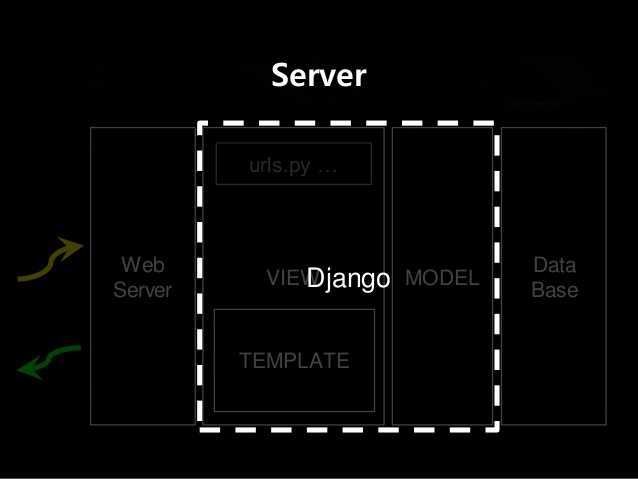 Server
urls.py …
Web
Server
VIEW
Django
MODEL
Data
Base
TEMPLATE